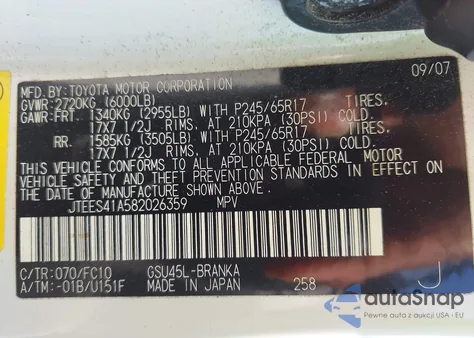 MFD. BY: TOYOTA MOTOR CORPORATION 09/07
GVWR: 2720KG (6000LB)
GAWR: FRT. 1340KG (2955LB) WITH P245/65R17 TIRES.
17X7 1/2J RIMS. AT 210KPA (30PSI) COLD.
RR. 1585KG (3505LB) WITH P245/65R17 TIRES.
17X7 1/2J RIMS. AT 210KPA (30PSI) COLD.
THIS VEHICLE CONFORMS TO ALL APPLICABLE FEDERAL MOTOR
VEHICLE SAFETY AND THEFT PREVENTION STANDARDS IN EFFECT ON
THE DATE OF MANUFACTURE SHOWN ABOVE.
JTEES41A582026359 MPV
C/TR: 070/FC10 GSU45L-BRANKA
A/TM: -01B/U151F MADE IN JAPAN 258 J
autoSnap
Pewne auta z aukcji USA • EU